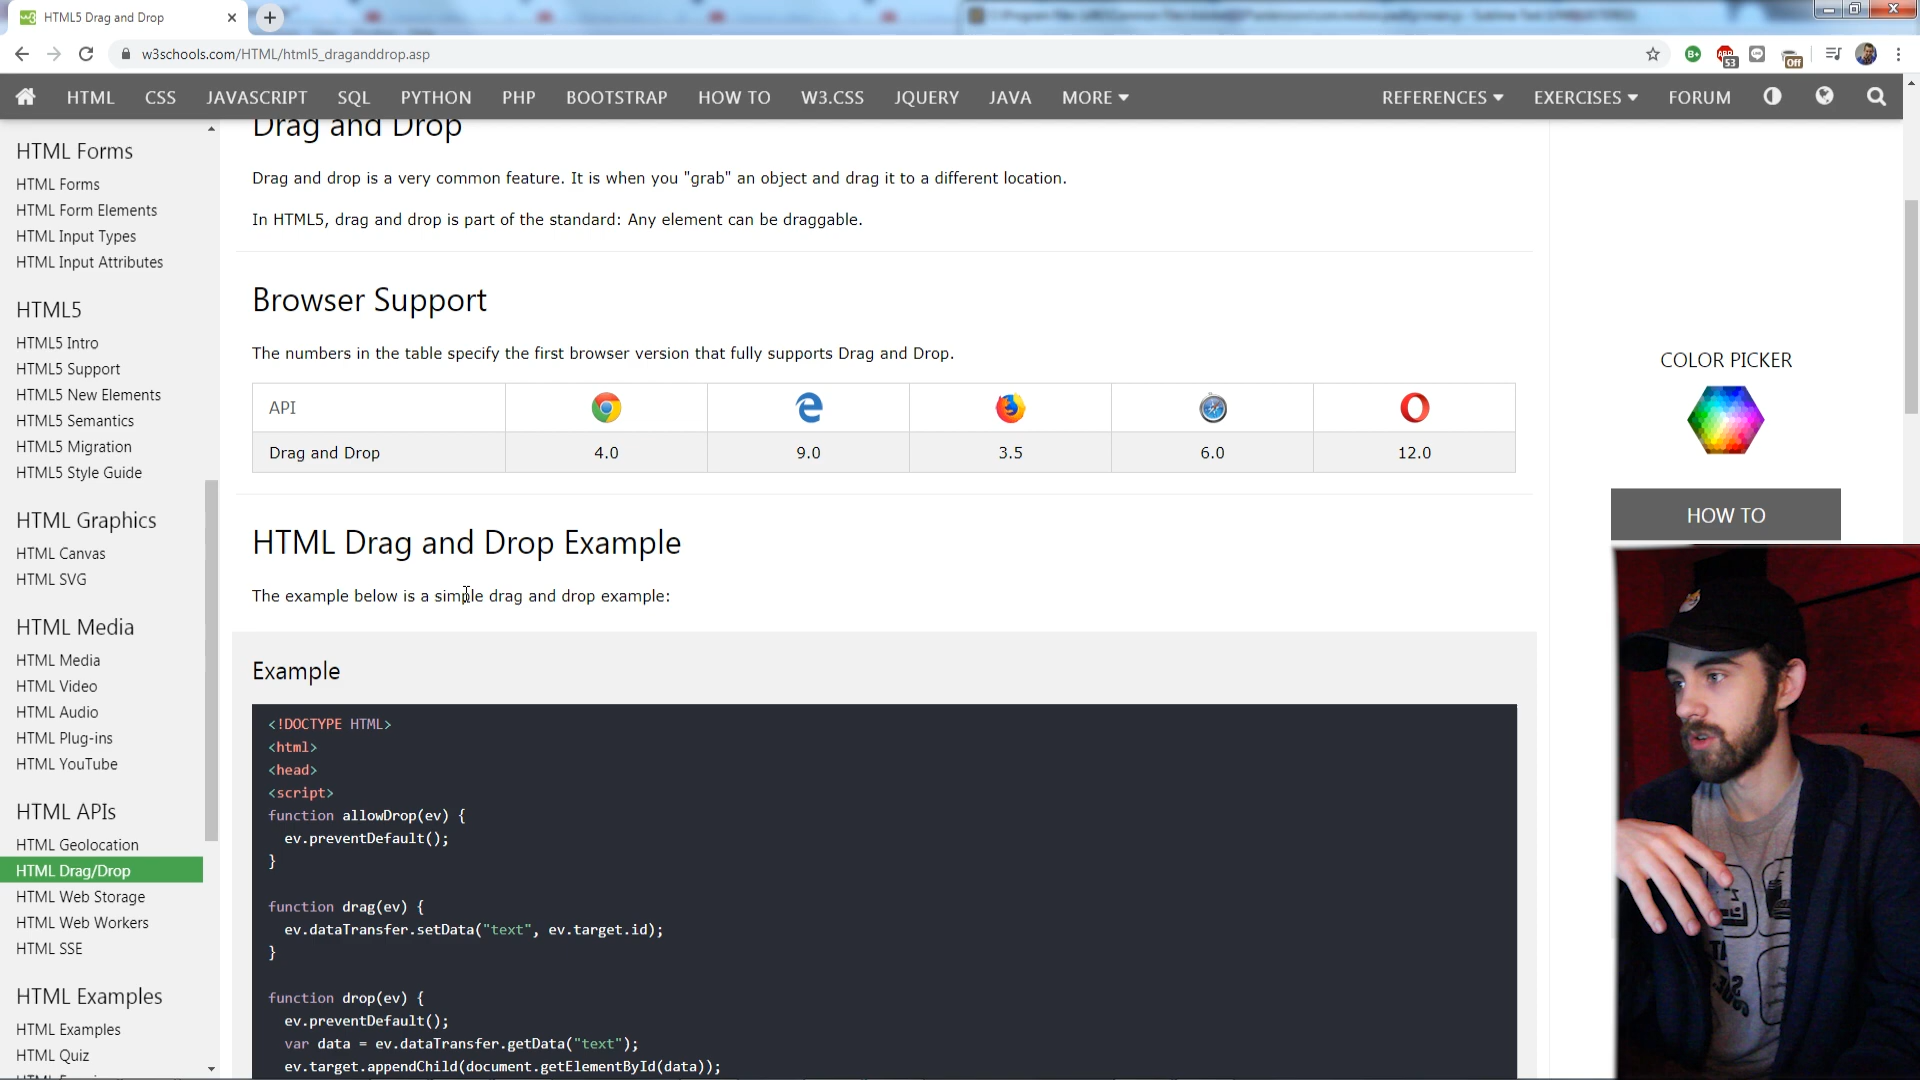 HTML5 Drag and Drop
w3schools.com/HTML/html5_draganddrop.asp
53
Off
HTML CSS JAVASCRIPT SQL PYTHON PHP BOOTSTRAP HOW TO W3.CSS JQUERY JAVA MORE REFERENCES EXERCISES FORUM
HTML Forms
HTML Forms
HTML Form Elements
HTML Input Types
HTML Input Attributes
HTML5
HTML5 Intro
HTML5 Support
HTML5 New Elements
HTML5 Semantics
HTML5 Migration
HTML5 Style Guide
HTML Graphics
HTML Canvas
HTML SVG
HTML Media
HTML Media
HTML Video
HTML Audio
HTML Plug-ins
HTML YouTube
HTML APIs
HTML Geolocation
HTML Drag/Drop
HTML Web Storage
HTML Web Workers
HTML SSE
HTML Examples
HTML Examples
HTML Quiz
Drag and Drop
Drag and drop is a very common feature. It is when you "grab" an object and drag it to a different location.
In HTML5, drag and drop is part of the standard: Any element can be draggable.
Browser Support
The numbers in the table specify the first browser version that fully supports Drag and Drop.
API
Drag and Drop 4.0 9.0 3.5 6.0 12.0
HTML Drag and Drop Example
The example below is a simple drag and drop example:
Example
<!DOCTYPE HTML>
<html>
<head>
<script>
function allowDrop(ev) {
  ev.preventDefault();
}
function drag(ev) {
  ev.dataTransfer.setData("text", ev.target.id);
}
function drop(ev) {
  ev.preventDefault();
  var data = ev.dataTransfer.getData("text");
  ev.target.appendChild(document.getElementById(data));
COLOR PICKER
HOW TO